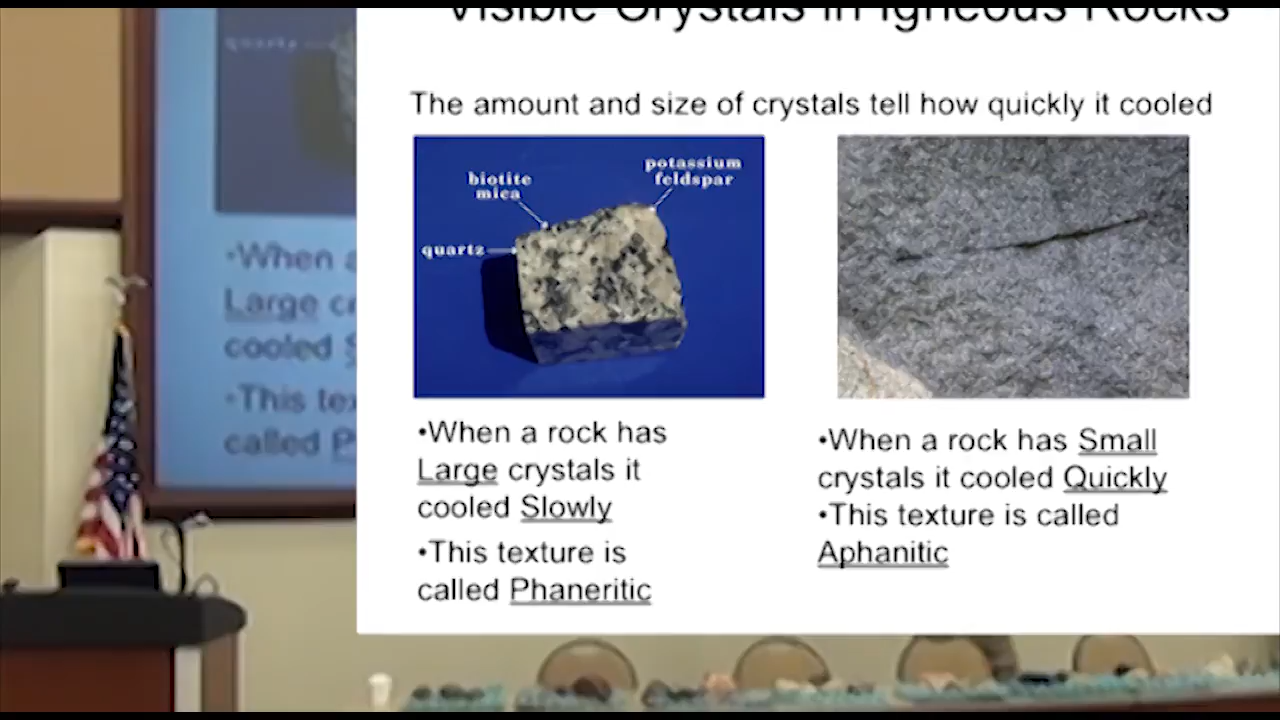 Visible Crystals in Igneous Rocks
The amount and size of crystals tell how quickly it cooled
biotite
mica
potassium
feldspar
quartz
•When a rock has
Large crystals it
cooled Slowly
•This texture is
called Phaneritic
•When a rock has Small
crystals it cooled Quickly
•This texture is called
Aphanitic
quartz
•When a
Large
cooled
•This
called